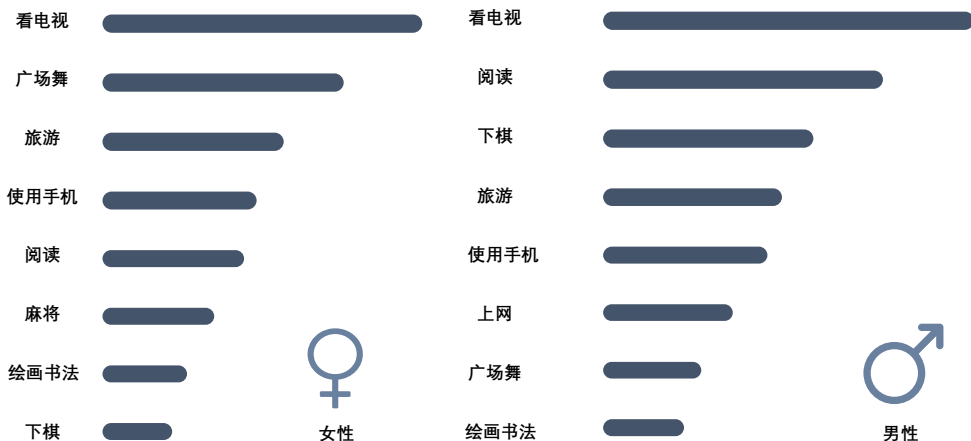 看电视
广场舞
旅游
使用手机
阅读
麻将
绘画书法
下棋
女性
看电视
阅读
下棋
旅游
使用手机
上网
广场舞
绘画书法
男性